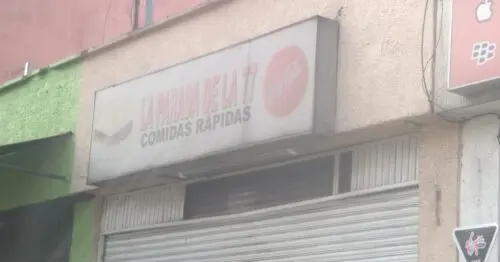 LA PARADA DE LA 77
COMIDAS RAPIDAS